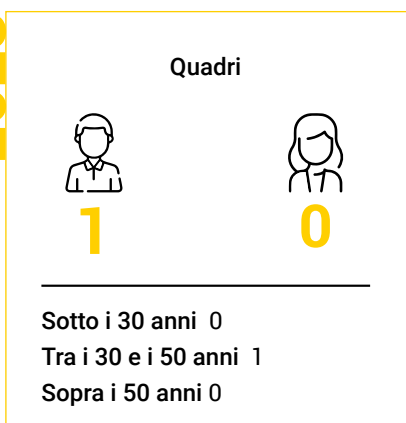 Quadri
1 0
Sotto i 30 anni 0
Tra i 30 e i 50 anni 1
Sopra i 50 anni 0